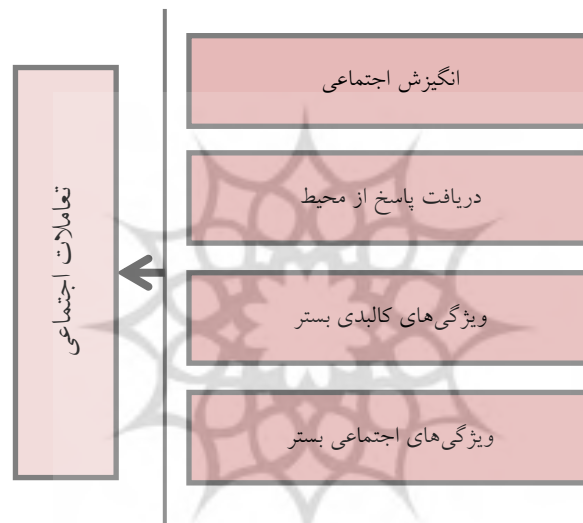 انگیزش اجتماعی
دریافت پاسخ از محیط
ویژگی‌های کالبدی بستر
ویژگی‌های اجتماعی بستر
تعاملات اجتماعی